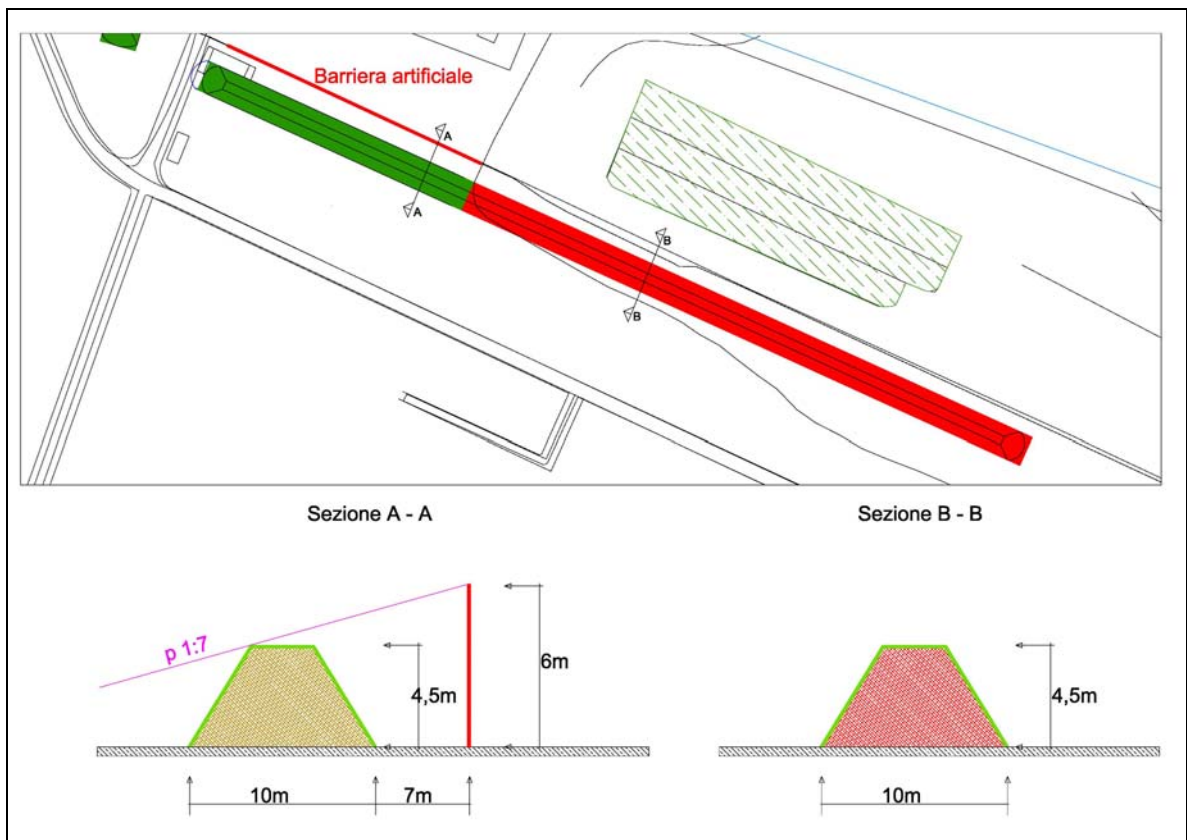 Barriera artificiale
A
A
B
B
Sezione A - A
Sezione B - B
p 1:7
4,5m
6m
4,5m
10m
7m
10m